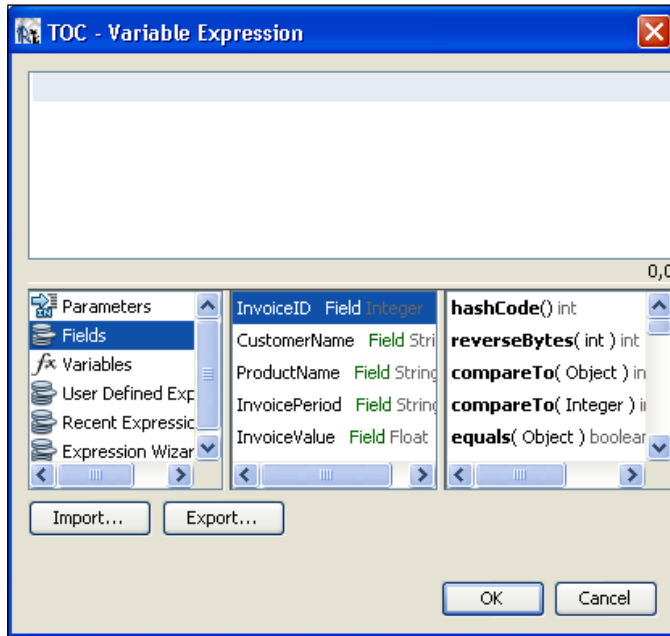 TOC - Variable Expression
0,0
Parameters
Fields
Variables
User Defined Exp
Recent Expressio
Expression Wizar
InvoiceID Field Integer
CustomerName Field Stri
ProductName Field String
InvoicePeriod Field String
InvoiceValue Field Float
hashCode() int
reverseBytes( int ) int
compareTo( Object ) in
compareTo( Integer ) i
equals( Object ) boolear
Import...
Export...
OK
Cancel